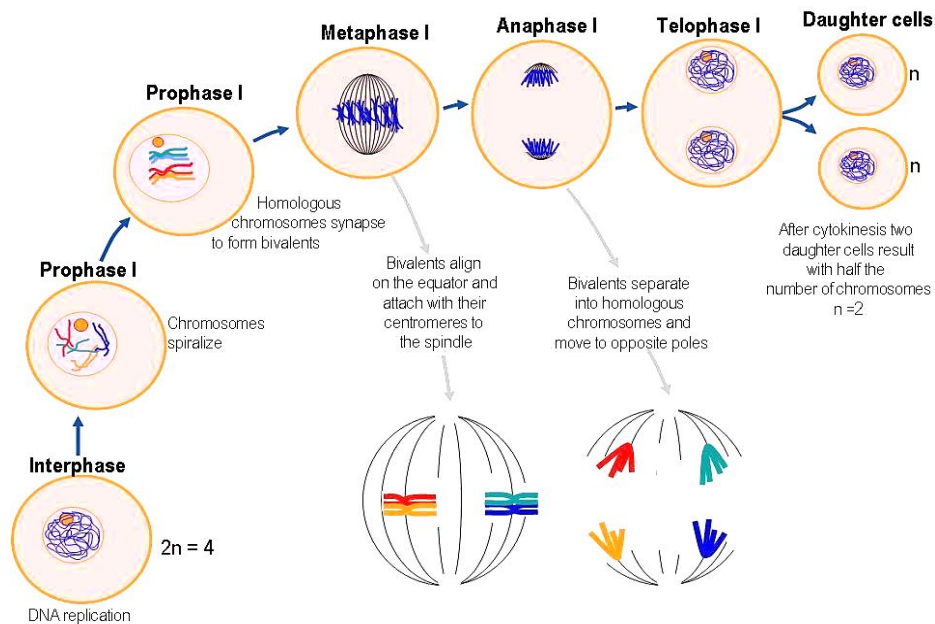 Interphase
2n = 4
DNA replication
Prophase I
Chromosomes
spiralize
Prophase I
Homologous
chromosomes synapse
to form bivalents
Metaphase I
Bivalents align
on the equator and
attach with their
centromeres to
the spindle
Anaphase I
Bivalents separate
into homologous
chromosomes and
move to opposite poles
Telophase I
Daughter cells
n
n
After cytokinesis two
daughter cells result
with half the
number of chromosomes
n =2